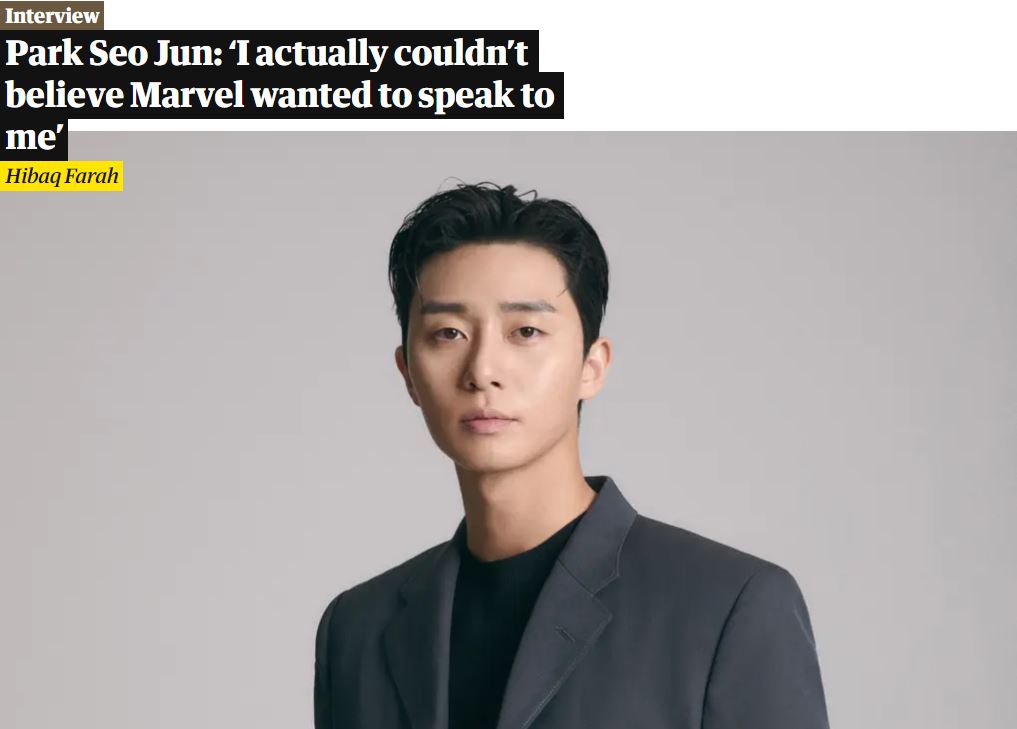 Interview
Park Seo Jun: ‘I actually couldn’t
believe Marvel wanted to speak to
me’
Hibaq Farah